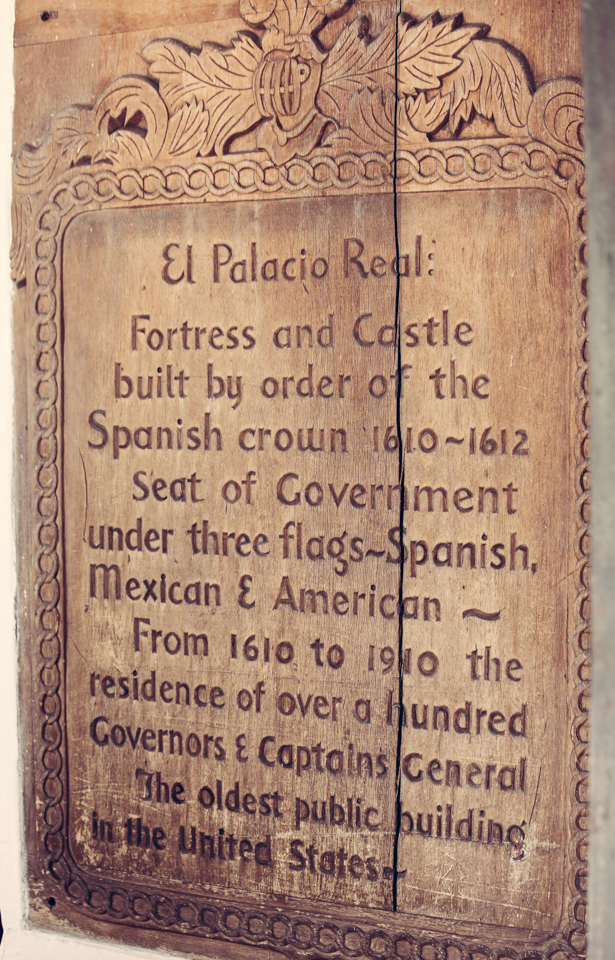 El Palacio Real:
Fortress and Castle
built by order of the
Spanish crown 1610~1612
Seat of Government
under three flags~Spanish,
Mexican & American ~
From 1610 to 1910 the
residence of over a hundred
Governors & Captains General
The oldest public building
in the United States~